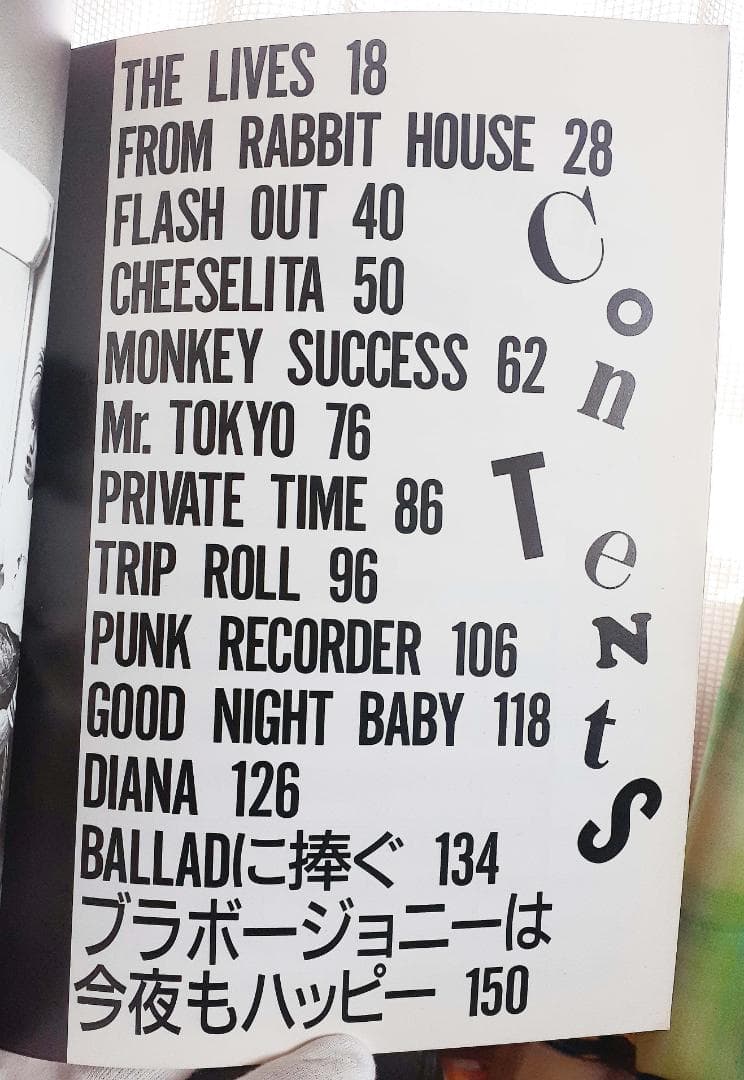 THE LIVES 18
FROM RABBIT HOUSE 28
FLASH OUT 40
CHEESELITA 50
MONKEY SUCCESS 62
Mr. TOKYO 76
PRIVATE TIME 86
TRIP ROLL 96
PUNK RECORDER 106
GOOD NIGHT BABY 118
DIANA 126
BALLADに捧ぐ 134
ブラボージョニーは
今夜もハッピー 150
ConTeNtS